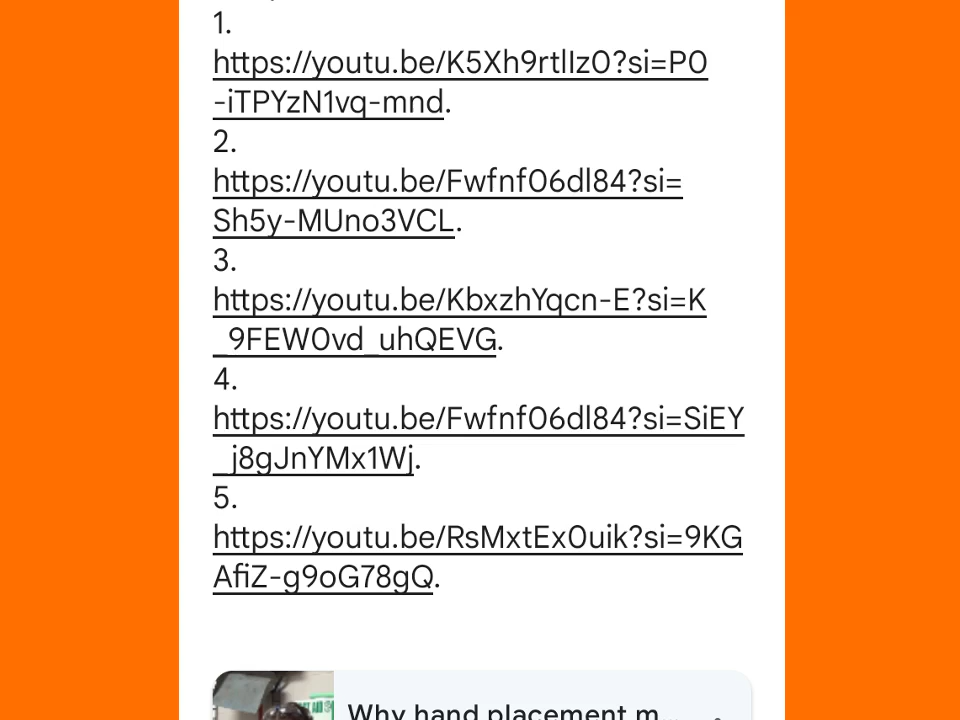 1.
https://youtu.be/K5Xh9rtlIz0?si=P0
-iTPYzN1vq-mnd.
2.
https://youtu.be/Fwfnf06dl84?si=
Sh5y-MUno3VCL.
3.
https://youtu.be/KbxzhYqcn-E?si=K
_9FEW0vd_uhQEVG.
4.
https://youtu.be/Fwfnf06dl84?si=SiEY
_j8gJnYMx1Wj.
5.
https://youtu.be/RsMxtEx0uik?si=9KG
AfiZ-g9oG78gQ.
Why hand placement m...